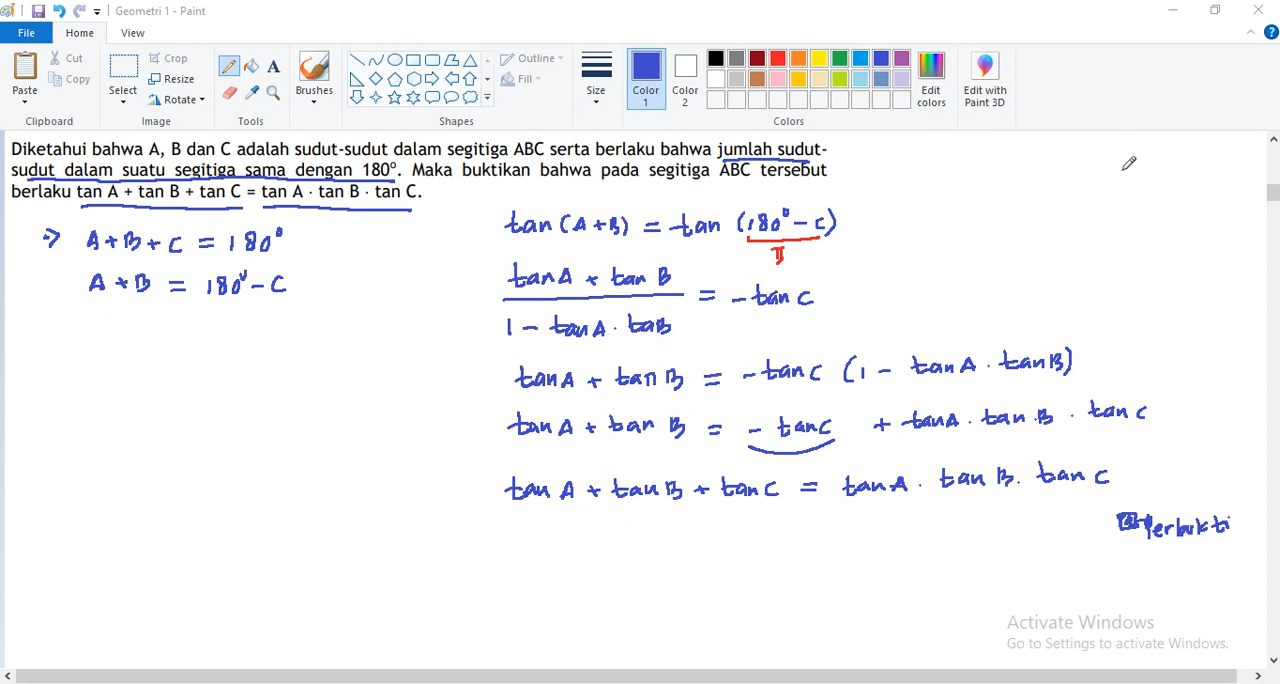 Geometri 1 - Paint
File Home View
Paste Cut Copy Select Crop Resize Rotate Brushes Outline Fill Size Color 1 Color 2 Edit colors Edit with Paint 3D
Clipboard Image Tools Shapes Colors
Diketahui bahwa A, B dan C adalah sudut-sudut dalam segitiga ABC serta berlaku bahwa jumlah sudut-
sudut dalam suatu segitiga sama dengan 180°. Maka buktikan bahwa pada segitiga ABC tersebut
berlaku tan A + tan B + tan C = tan A · tan B · tan C.
→ A + B + C = 180°
A + B = 180° - C
tan (A + B) = tan (180° - C)
II
tan A + tan B
= - tan C
1 - tan A . taB
tan A + tan B = - tan C (1 - tan A . tan B)
tan A + tan B = - tan C + tan A . tan B . tan C
tan A + tan B + tan C = tan A . tan B . tan C
Terbukti
Activate Windows
Go to Settings to activate Windows.